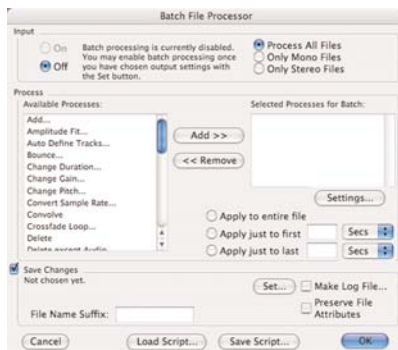 Batch File Processor
Input
On
Off
Batch processing is currently disabled.
You may enable batch processing once
you have chosen output settings with
the Set button.
Process All Files
Only Mono Files
Only Stereo Files
Process
Available Processes:
Add...
Amplitude Fit...
Auto Define Tracks...
Bounce...
Change Duration...
Change Gain...
Change Pitch...
Convert Sample Rate...
Convolve
Crossfade Loop...
Delete
Delete except Audio
Add >>
<< Remove
Selected Processes for Batch:
Settings...
Apply to entire file
Apply just to first Secs
Apply just to last Secs
Save Changes
Not chosen yet.
Set...
Make Log File...
Preserve File
Attributes
File Name Suffix:
Cancel
Load Script...
Save Script...
OK